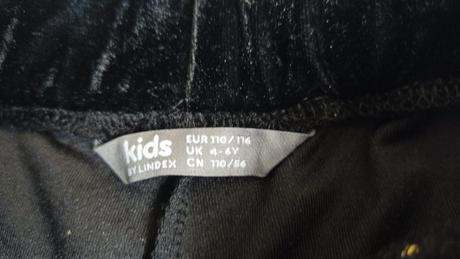 kids
BY LINDEX
EUR 110/116
UK 4-6Y
CN 110/56